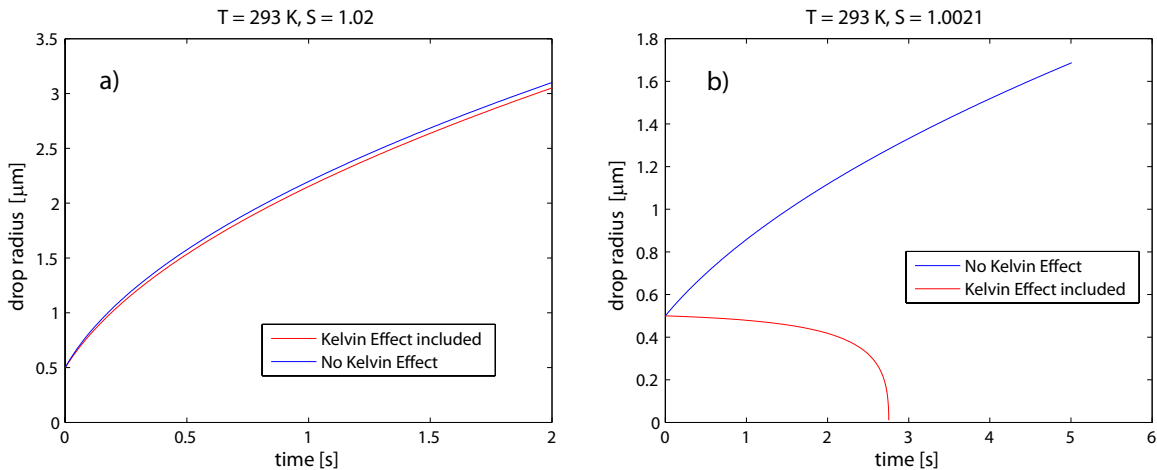 T = 293 K, S = 1.02
a)
3.5
3
2.5
2
1.5
1
0.5
0
drop radius [μm]
Kelvin Effect included
No Kelvin Effect
0 0.5 1 1.5 2
time [s]
T = 293 K, S = 1.0021
b)
1.8
1.6
1.4
1.2
1
0.8
0.6
0.4
0.2
0
drop radius [μm]
No Kelvin Effect
Kelvin Effect included
0 1 2 3 4 5 6
time [s]